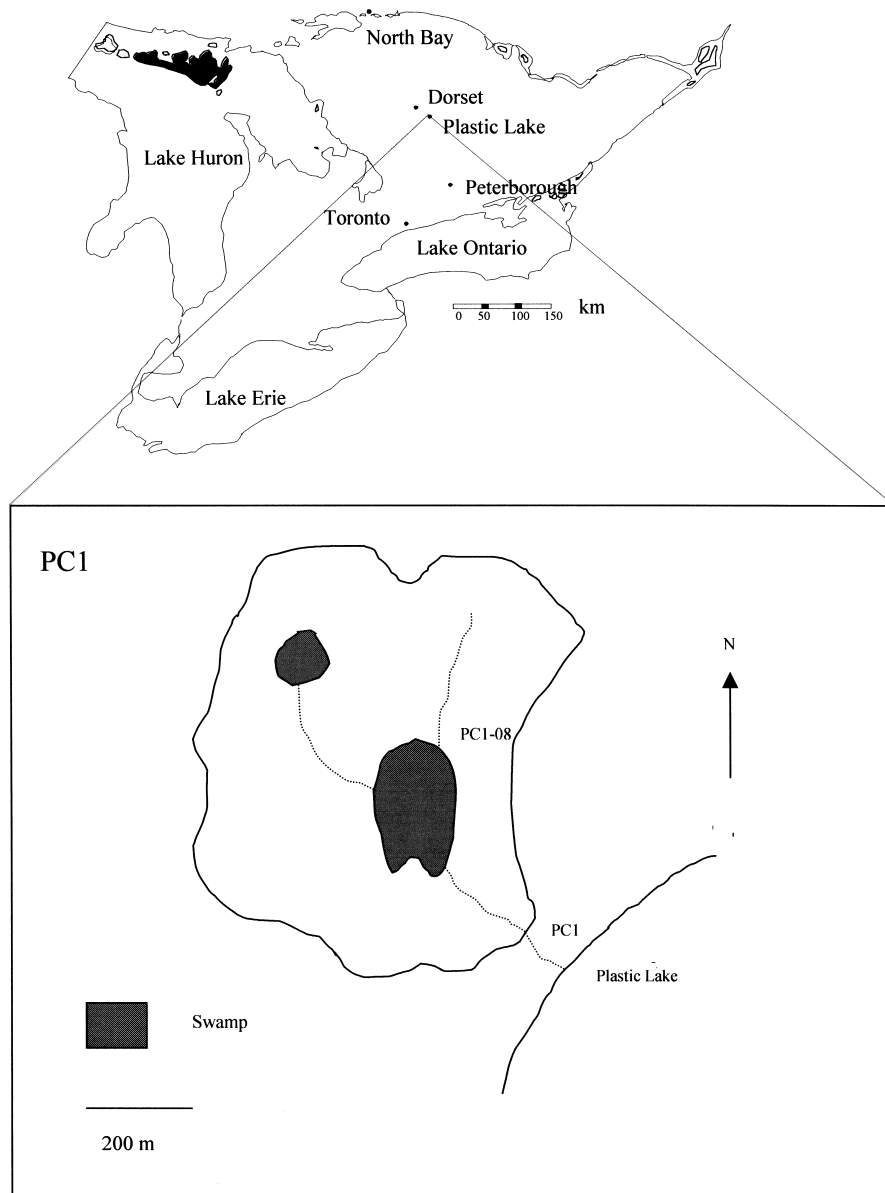 North Bay
Dorset
Plastic Lake
Lake Huron
Peterborough
Toronto
Lake Ontario
km
0 50 100 150
Lake Erie
PC1
N
PC1-08
PC1
Plastic Lake
Swamp
200 m